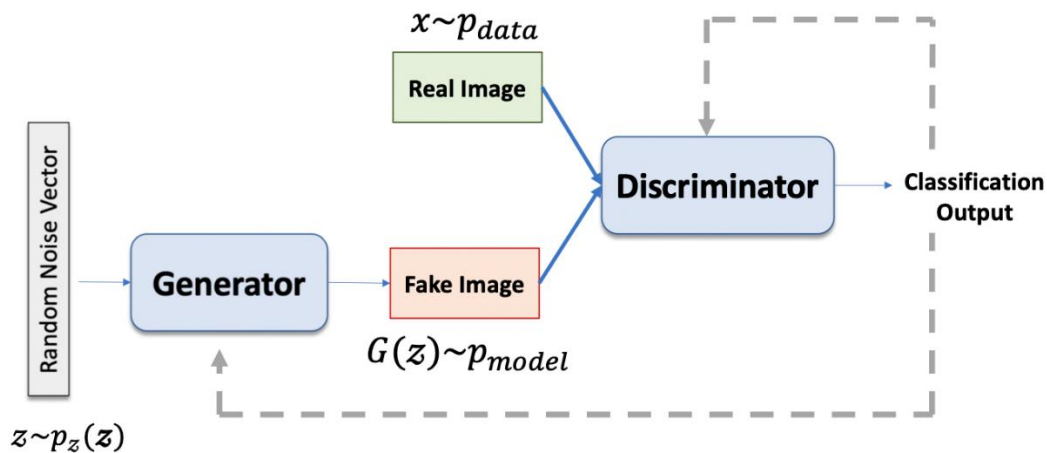 x~p_data
Real Image
Random Noise Vector
Discriminator
Classification
Output
Generator
Fake Image
G(z)~p_model
z~p_z(z)